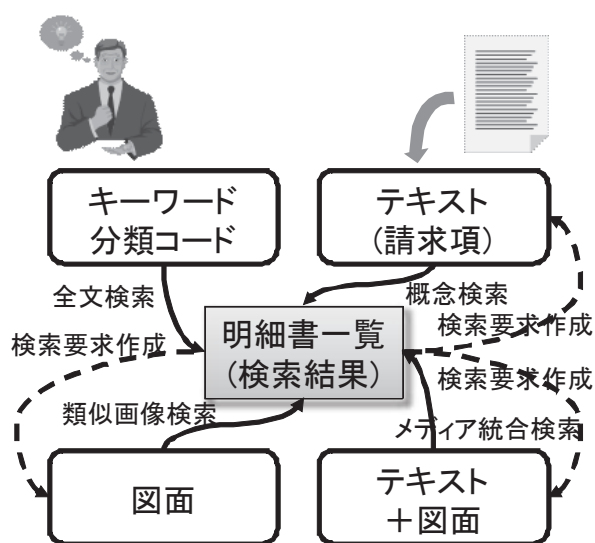 キーワード
分類コード
テキスト
(請求項)
全文検索
概念検索
検索要求作成
検索要求作成
明細書一覧
(検索結果)
検索要求作成
類似画像検索
メディア統合検索
図面
テキスト
＋図面